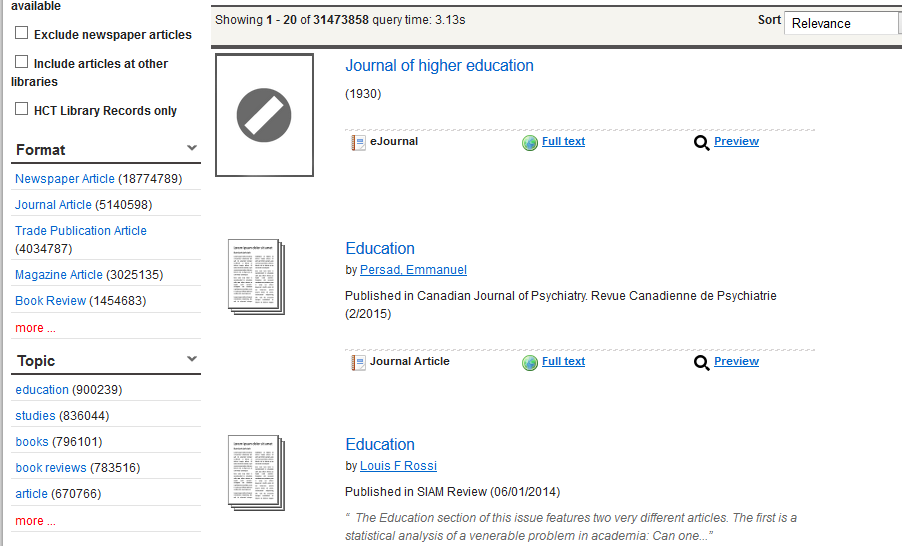 available
Exclude newspaper articles
Include articles at other
libraries
HCT Library Records only
Format
Newspaper Article (18774789)
Journal Article (5140598)
Trade Publication Article
(4034787)
Magazine Article (3025135)
Book Review (1454683)
more ...
Topic
education (900239)
studies (836044)
books (796101)
book reviews (783516)
article (670766)
more ...
Showing 1 - 20 of 31473858 query time: 3.13s
Sort Relevance
Journal of higher education
(1930)
eJournal Full text Preview
Education
by Persad, Emmanuel
Published in Canadian Journal of Psychiatry. Revue Canadienne de Psychiatrie
(2/2015)
Journal Article Full text Preview
Education
by Louis F Rossi
Published in SIAM Review (06/01/2014)
“ The Education section of this issue features two very different articles. The first is a
statistical analysis of a venerable problem in academia: Can one...”